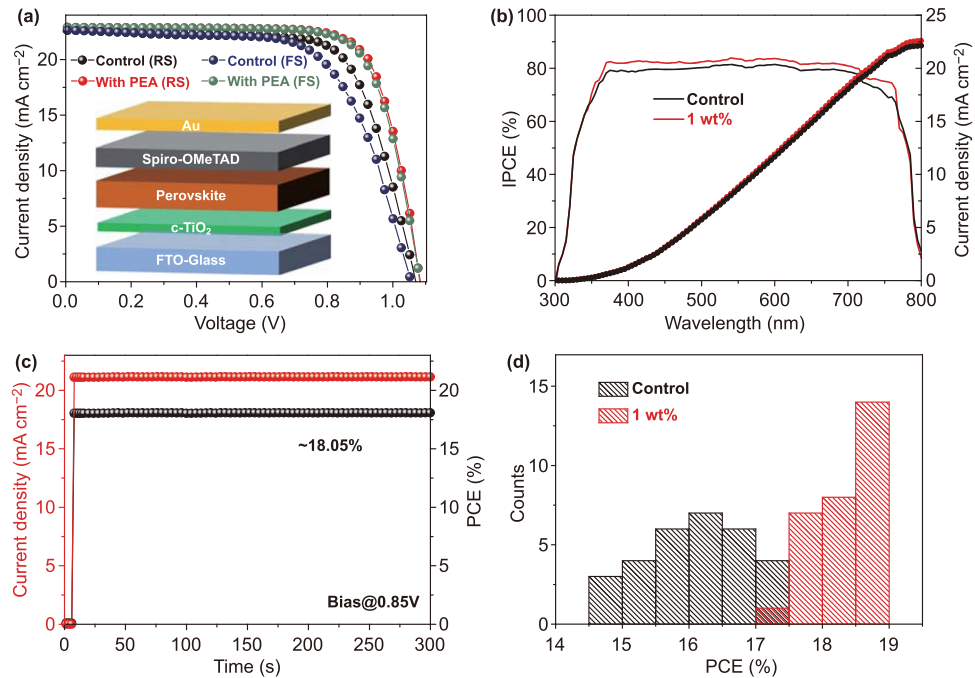 (a)
Current density (mA cm⁻²)
20
15
10
5
0
Control (RS)
Control (FS)
With PEA (RS)
With PEA (FS)
Au
Spiro-OMeTAD
Perovskite
c-TiO₂
FTO-Glass
0.0 0.2 0.4 0.6 0.8 1.0
Voltage (V)
(b)
IPCE (%)
100
80
60
40
20
0
Control
1 wt%
25
20
15
10
5
0
Current density (mA cm⁻²)
300 400 500 600 700 800
Wavelength (nm)
(c)
Current density (mA cm⁻²)
20
15
10
5
0
~18.05%
Bias@0.85V
20
15
10
5
0
PCE (%)
0 50 100 150 200 250 300
Time (s)
(d)
Counts
15
10
5
0
Control
1 wt%
14 15 16 17 18 19
PCE (%)